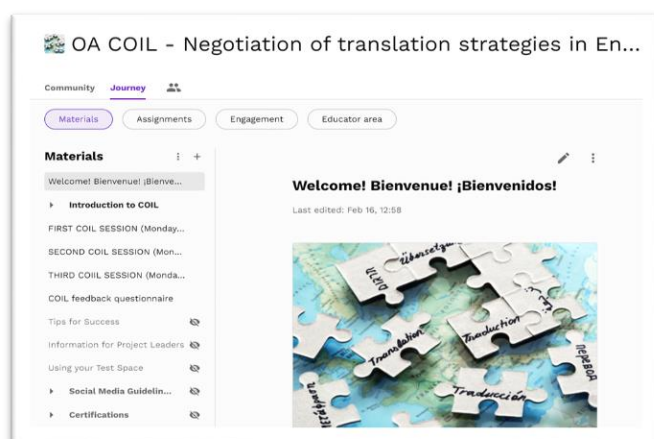 OA COIL - Negotiation of translation strategies in En...
Community Journey
Materials Assignments Engagement Educator area
Materials
Welcome! Bienvenue! ¡Bienve...
Introduction to COIL
FIRST COIL SESSION (Monday...
SECOND COIL SESSION (Mon...
THIRD COIIL SESSION (Monda...
COIL feedback questionnaire
Tips for Success
Information for Project Leaders
Using your Test Space
Social Media Guidelin...
Certifications
Welcome! Bienvenue! ¡Bienvenidos!
Last edited: Feb 16, 12:58
Übersetz
Translation
Traduction
Traducción
перевод